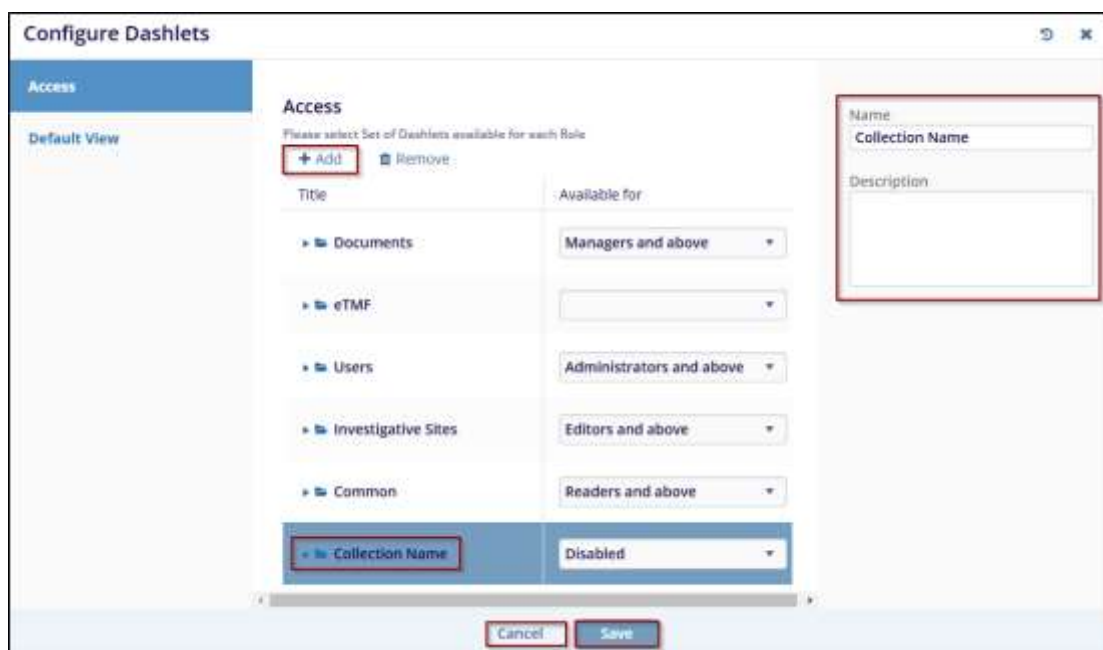 Configure Dashlets
Access
Default View
Access
Please select Set of Dashlets available for each Role
+ Add Remove
Title Available for
Documents Managers and above
eTMF
Users Administrators and above
Investigative Sites Editors and above
Common Readers and above
Collection Name Disabled
Name
Collection Name
Description
Cancel Save